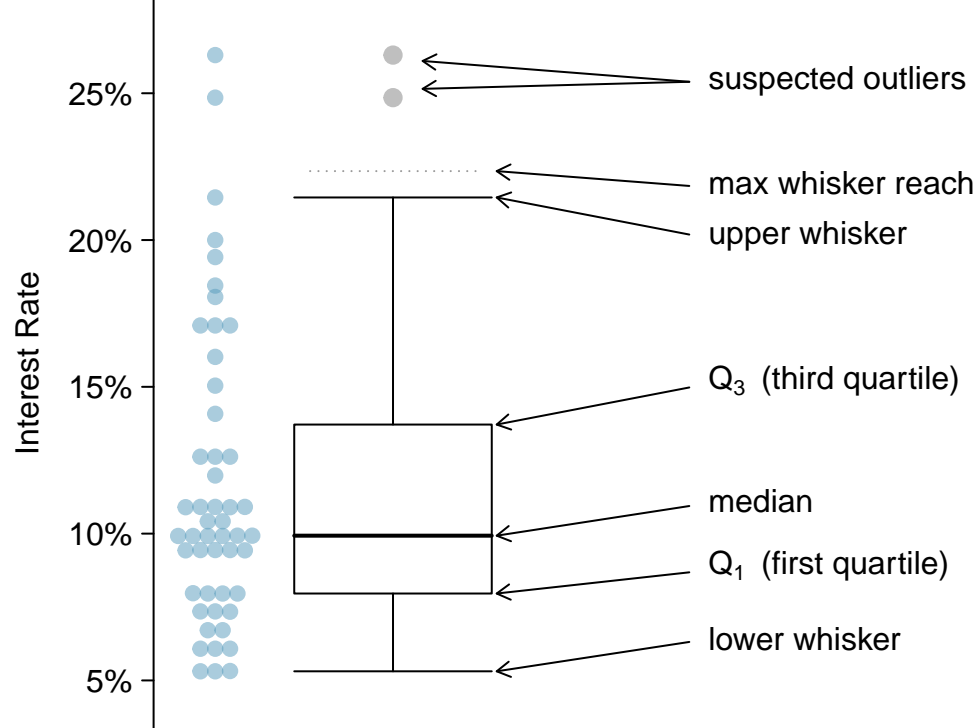 suspected outliers
25%
max whisker reach
upper whisker
20%
Interest Rate
Q₃ (third quartile)
15%
median
10%
Q₁ (first quartile)
lower whisker
5%